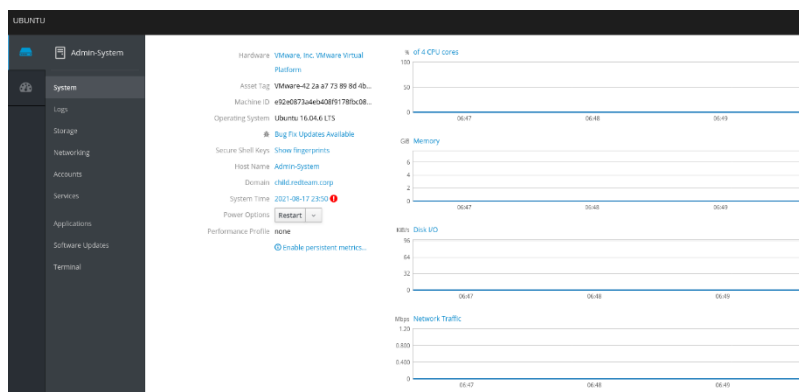 UBUNTU
Admin-System
System
Logs
Storage
Networking
Accounts
Services
Applications
Software Updates
Terminal
Hardware VMware, Inc. VMware Virtual
Platform
Asset Tag VMware-42 2a a7 73 89 8d 4b...
Machine ID e92e0873a4eb408f9178fbc08...
Operating System Ubuntu 16.04.6 LTS
Bug Fix Updates Available
Secure Shell Keys Show fingerprints
Host Name Admin-System
Domain child.redteam.corp
System Time 2021-08-17 23:50
Power Options Restart
Performance Profile none
Enable persistent metrics...
% of 4 CPU cores
100
50
0
06:47 06:48 06:49
GiB Memory
6
4
2
0
06:47 06:48 06:49
KiB/s Disk I/O
96
64
32
0
06:47 06:48 06:49
Mbps Network Traffic
1.20
0.800
0.400
0
06:47 06:48 06:49